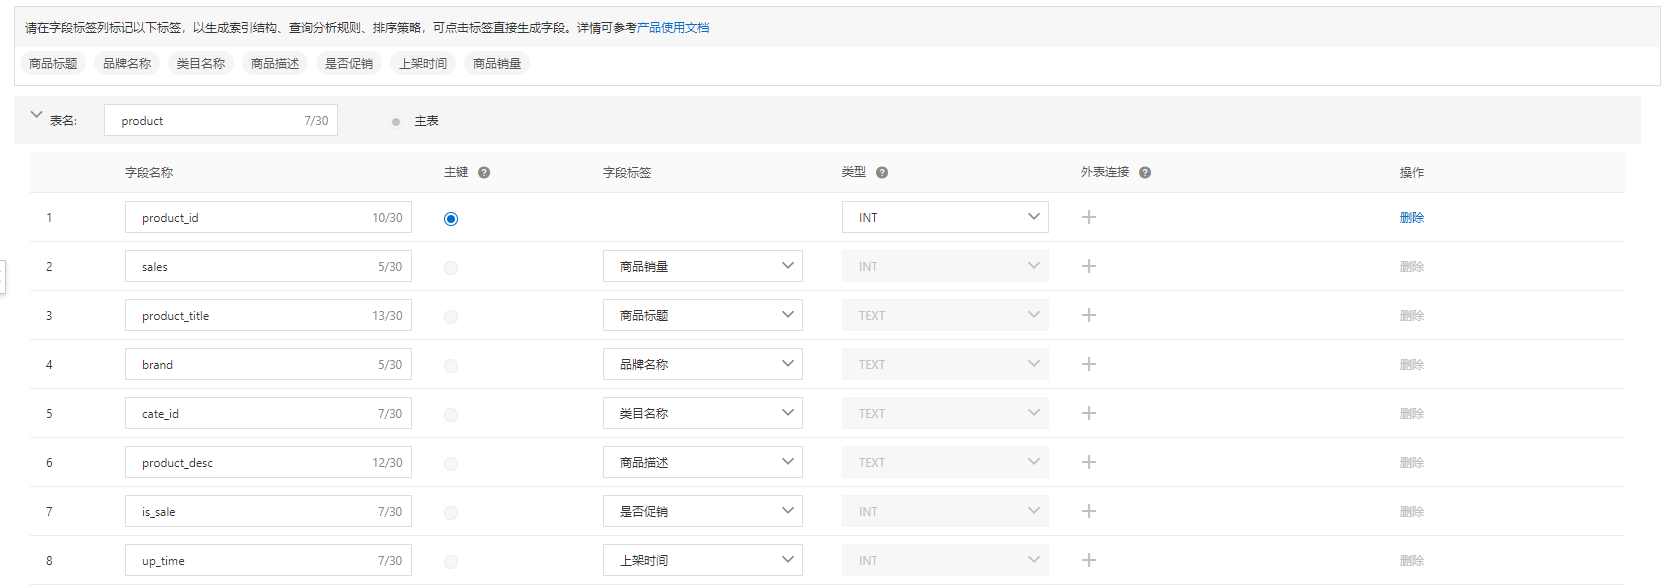 请在字段标签列标记以下标签，以生成索引结构、查询分析规则、排序策略，可点击标签直接生成字段。详情可参考产品使用文档
商品标题 品牌名称 类目名称 商品描述 是否促销 上架时间 商品销量
表名: product 7/30 主表
字段名称 主键 ? 字段标签 类型 ? 外表连接 ? 操作
1 product_id 10/30 INT 删除
2 sales 5/30 商品销量 INT 删除
3 product_title 13/30 商品标题 TEXT 删除
4 brand 5/30 品牌名称 TEXT 删除
5 cate_id 7/30 类目名称 TEXT 删除
6 product_desc 12/30 商品描述 TEXT 删除
7 is_sale 7/30 是否促销 INT 删除
8 up_time 7/30 上架时间 INT 删除